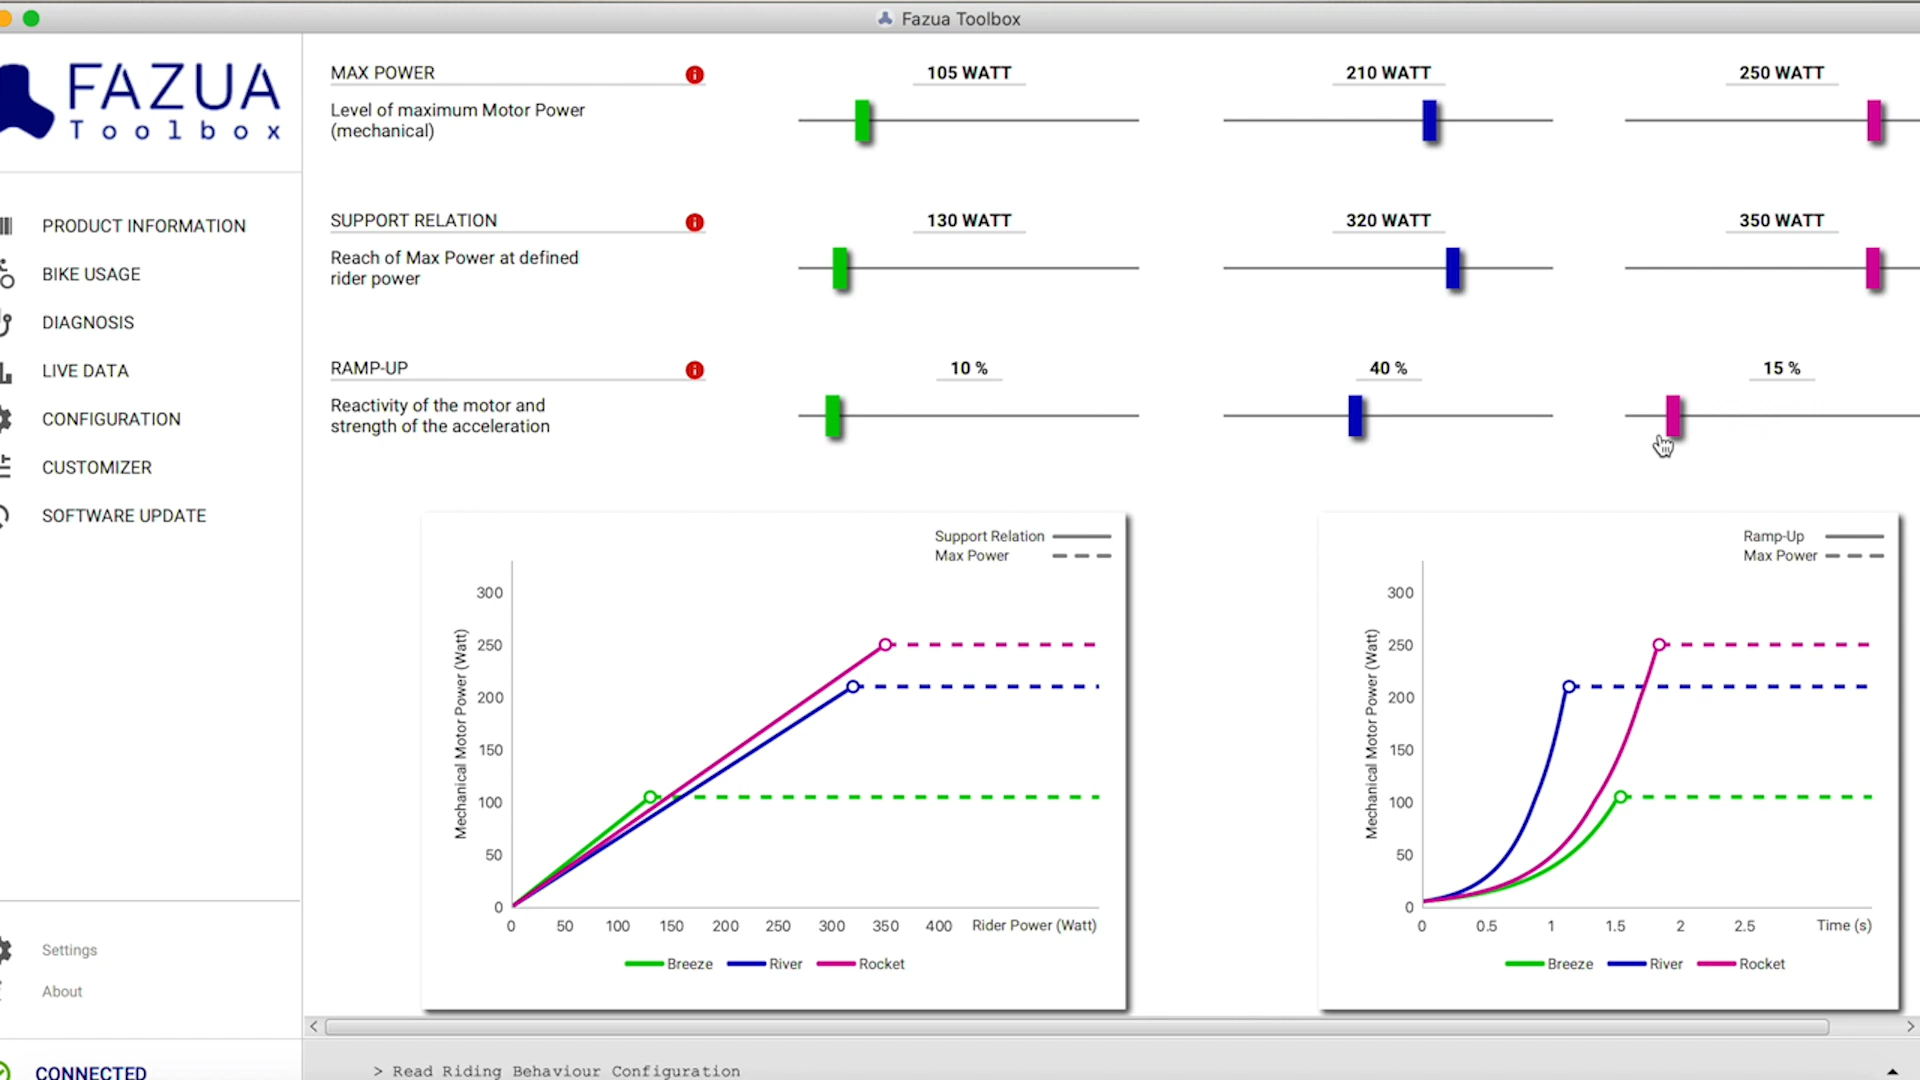 Fazua Toolbox
FAZUA
Toolbox
PRODUCT INFORMATION
BIKE USAGE
DIAGNOSIS
LIVE DATA
CONFIGURATION
CUSTOMIZER
SOFTWARE UPDATE
Settings
About
CONNECTED
MAX POWER
Level of maximum Motor Power
(mechanical)
105 WATT 210 WATT 250 WATT
SUPPORT RELATION
Reach of Max Power at defined
rider power
130 WATT 320 WATT 350 WATT
RAMP-UP
Reactivity of the motor and
strength of the acceleration
10 % 40 % 15 %
Support Relation
Max Power
Mechanical Motor Power (Watt)
300
250
200
150
100
50
0
0 50 100 150 200 250 300 350 400 Rider Power (Watt)
Breeze River Rocket
Ramp-Up
Max Power
Mechanical Motor Power (Watt)
300
250
200
150
100
50
0
0 0.5 1 1.5 2 2.5 Time (s)
Breeze River Rocket
> Read Riding Behaviour Configuration